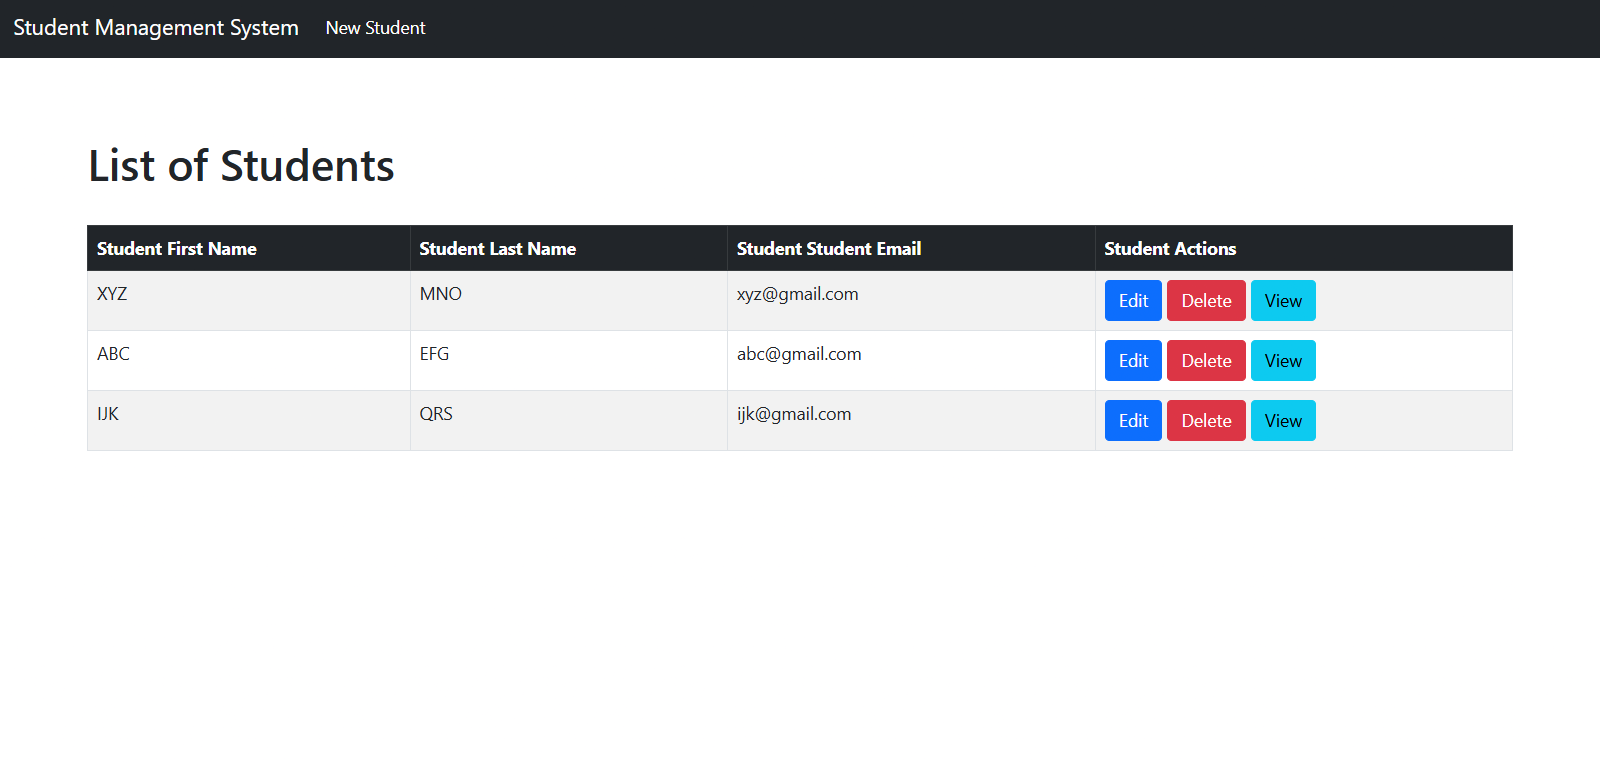 Student Management System New Student
List of Students
Student First Name Student Last Name Student Student Email Student Actions
XYZ MNO xyz@gmail.com Edit Delete View
ABC EFG abc@gmail.com Edit Delete View
IJK QRS ijk@gmail.com Edit Delete View